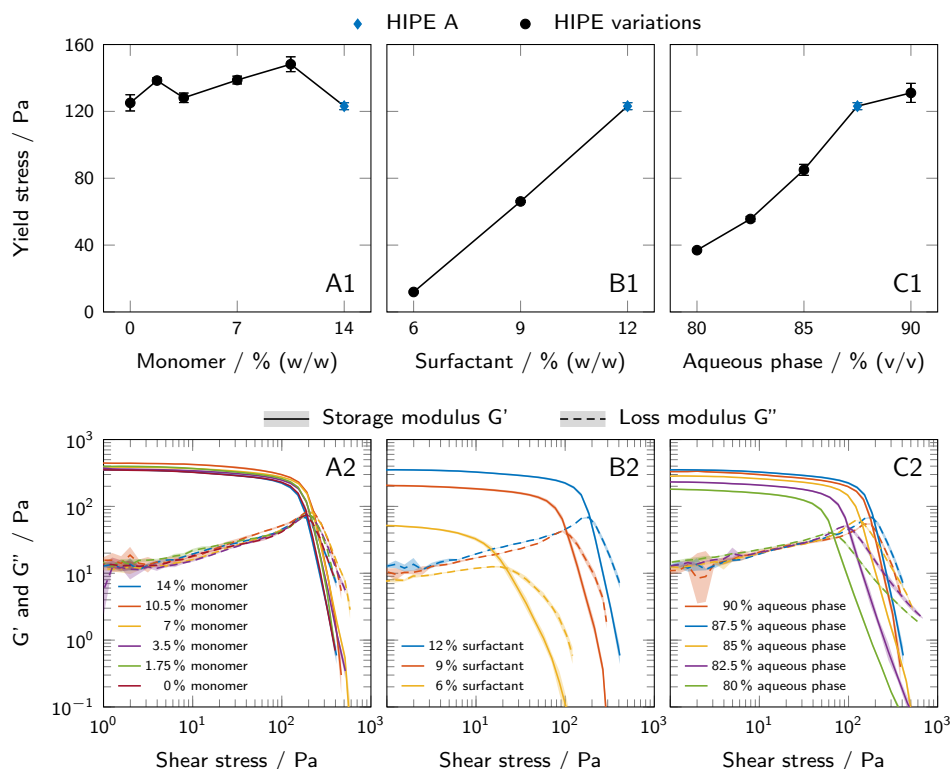 HIPE A HIPE variations
Yield stress / Pa
160
120
80
40
0
A1
0 7 14
Monomer / % (w/w)
B1
6 9 12
Surfactant / % (w/w)
C1
80 85 90
Aqueous phase / % (v/v)
Storage modulus G' Loss modulus G''
G' and G'' / Pa
10³
10²
10¹
10⁰
10⁻¹
A2
14 % monomer
10.5 % monomer
7 % monomer
3.5 % monomer
1.75 % monomer
0 % monomer
10⁰ 10¹ 10² 10³
Shear stress / Pa
B2
12 % surfactant
9 % surfactant
6 % surfactant
10¹ 10² 10³
Shear stress / Pa
C2
90 % aqueous phase
87.5 % aqueous phase
85 % aqueous phase
82.5 % aqueous phase
80 % aqueous phase
10¹ 10² 10³
Shear stress / Pa